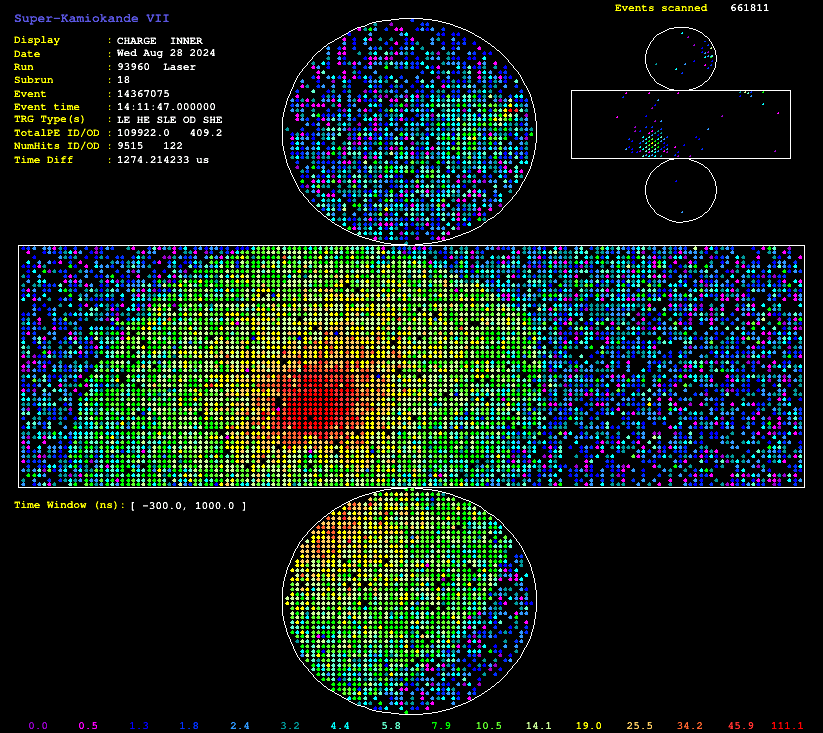 Super-Kamiokande VII
Events scanned 661811
Display : CHARGE INNER
Date : Wed Aug 28 2024
Run : 93960 Laser
Subrun : 18
Event : 14367075
Event time : 14:11:47.000000
TRG Type(s) : LE HE SLE OD SHE
TotalPE ID/OD : 109922.0 409.2
NumHits ID/OD : 9515 122
Time Diff : 1274.214233 us
Time Window (ns): [ -300.0, 1000.0 ]
0.0 0.5 1.3 1.8 2.4 3.2 4.4 5.8 7.9 10.5 14.1 19.0 25.5 34.2 45.9 111.1